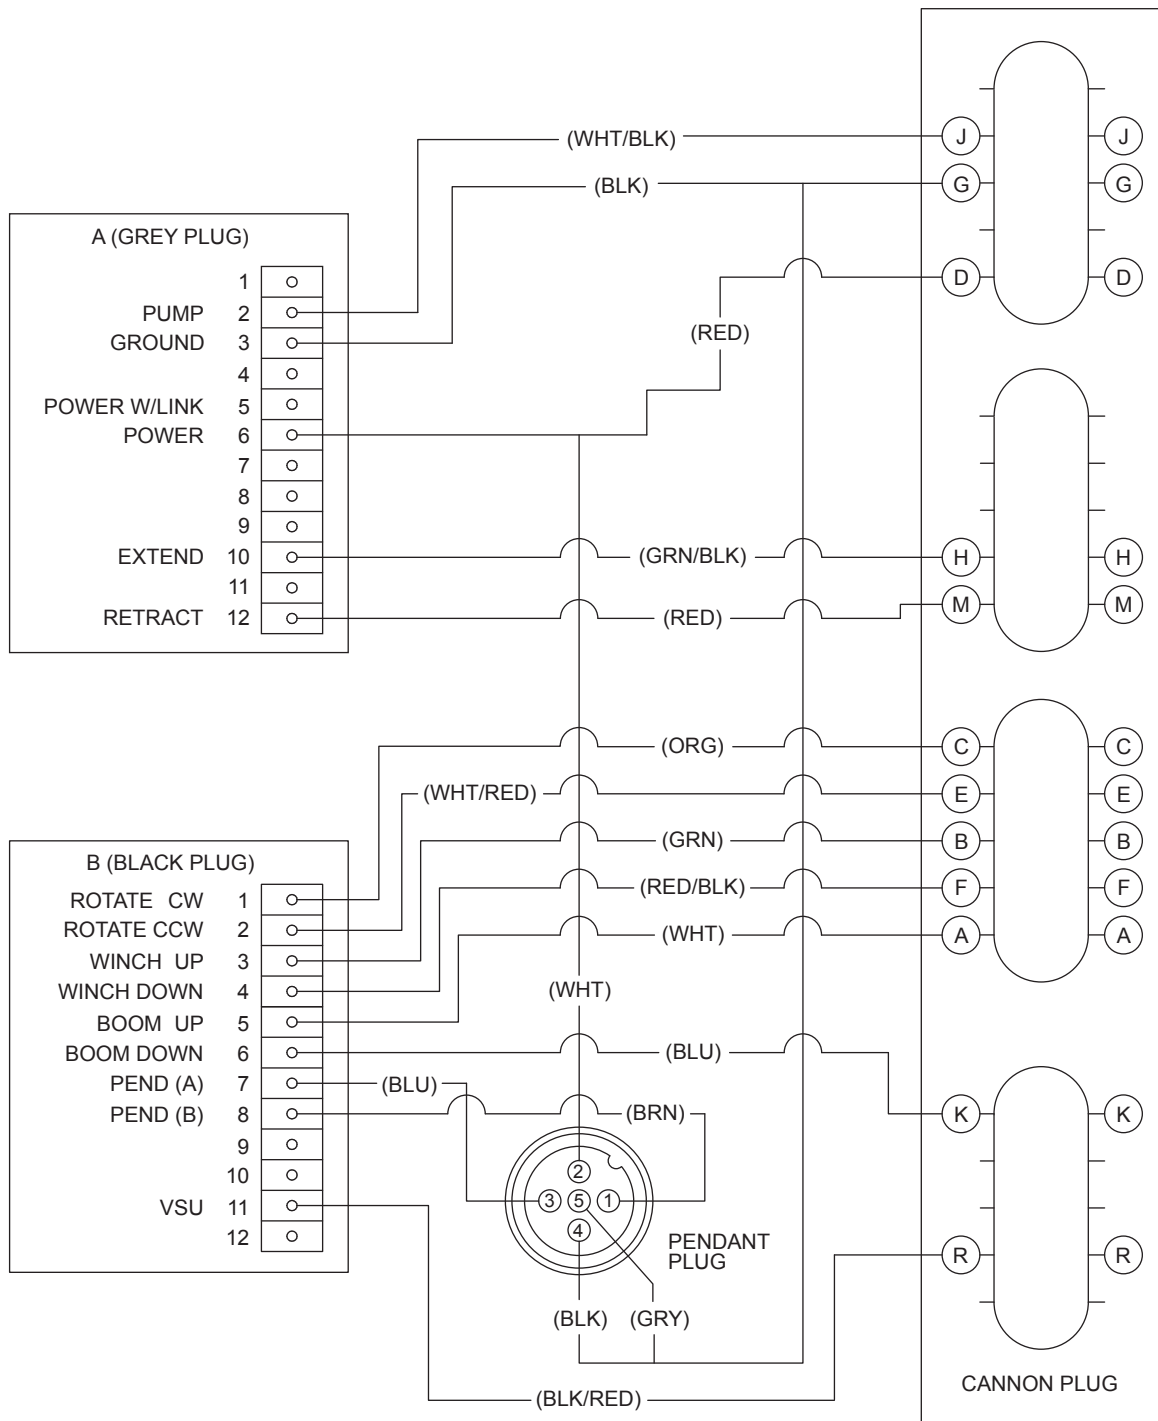 (WHT/BLK)
J J
(BLK)
G G
A (GREY PLUG)
1
D D
PUMP 2
(RED)
GROUND 3
4
POWER W/LINK 5
POWER 6
7
8
9
EXTEND 10
(GRN/BLK)
H H
11
RETRACT 12
(RED)
M M
(ORG)
C C
(WHT/RED)
E E
(GRN)
B B
B (BLACK PLUG)
(RED/BLK)
F F
ROTATE CW 1
ROTATE CCW 2
(WHT)
A A
WINCH UP 3
WINCH DOWN 4
(WHT)
BOOM UP 5
BOOM DOWN 6
(BLU)
PEND (A) 7
(BLU)
PEND (B) 8
(BRN)
K K
9
10
2
VSU 11
3 5 1
4
12
PENDANT
PLUG
R R
(BLK) (GRY)
CANNON PLUG
(BLK/RED)